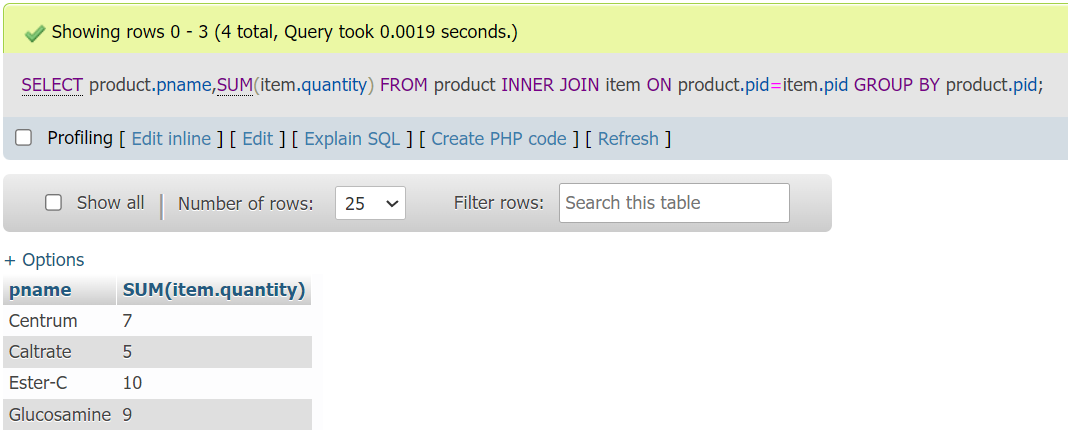 Showing rows 0 - 3 (4 total, Query took 0.0019 seconds.)
SELECT product.pname,SUM(item.quantity) FROM product INNER JOIN item ON product.pid=item.pid GROUP BY product.pid;
Profiling [ Edit inline ] [ Edit ] [ Explain SQL ] [ Create PHP code ] [ Refresh ]
Show all | Number of rows: 25 Filter rows: Search this table
+ Options
pname SUM(item.quantity)
Centrum 7
Caltrate 5
Ester-C 10
Glucosamine 9